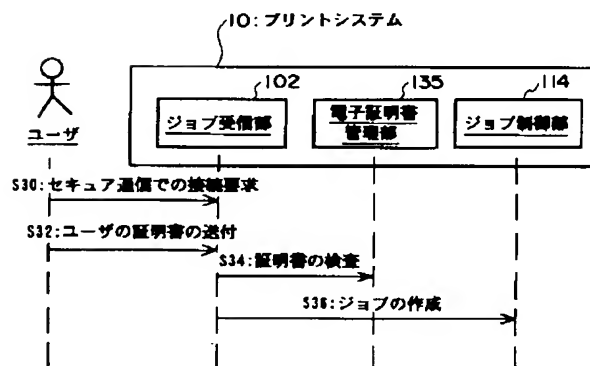 10:プリントシステム
102
135
114
ジョブ受信部
電子証明書
管理部
ジョブ制御部
ユーザ
S30:セキュア通信での接続要求
S32:ユーザの証明書の送付
S34:証明書の検査
S36:ジョブの作成